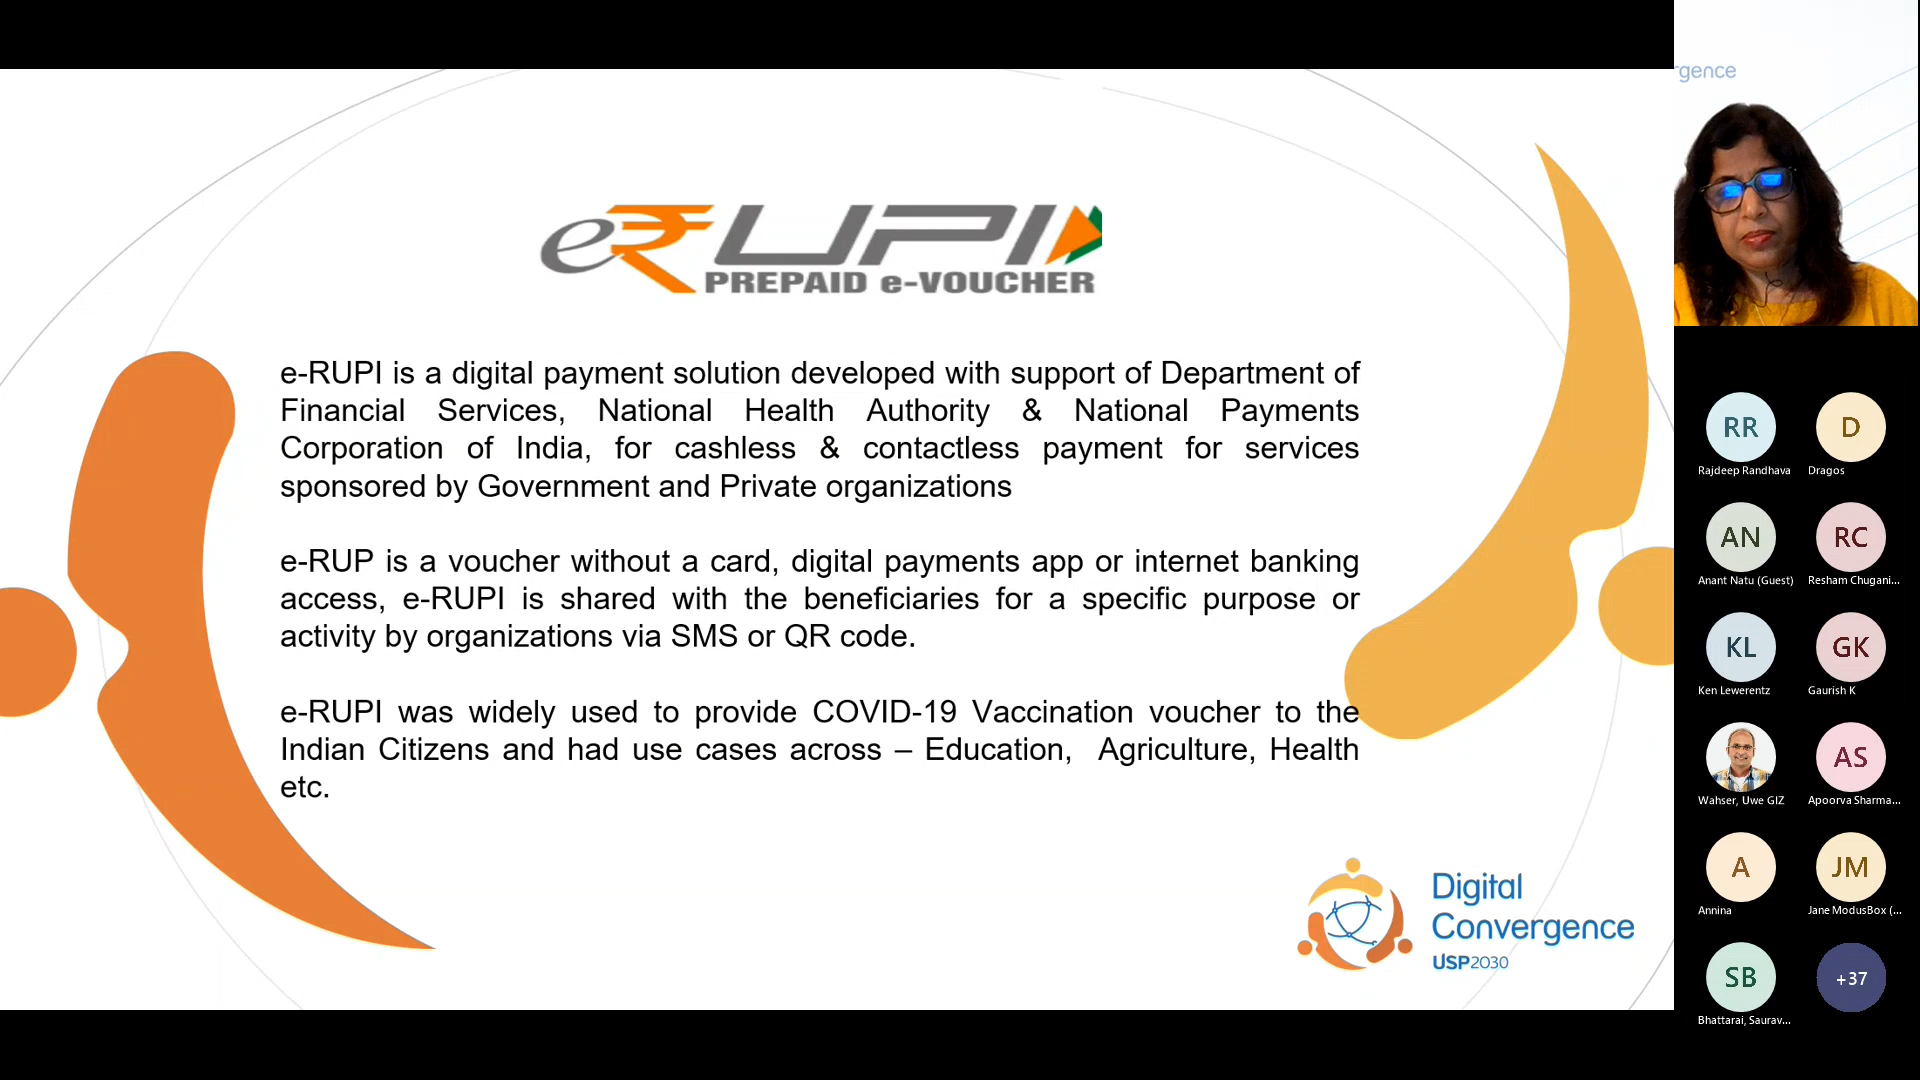 rgence
e₹UPI
PREPAID e-VOUCHER
e-RUPI is a digital payment solution developed with support of Department of
Financial Services, National Health Authority & National Payments
Corporation of India, for cashless & contactless payment for services
sponsored by Government and Private organizations
e-RUP is a voucher without a card, digital payments app or internet banking
access, e-RUPI is shared with the beneficiaries for a specific purpose or
activity by organizations via SMS or QR code.
e-RUPI was widely used to provide COVID-19 Vaccination voucher to the
Indian Citizens and had use cases across – Education, Agriculture, Health
etc.
Digital
Convergence
USP2030
RR
D
Rajdeep Randhava
Dragos
AN
RC
Anant Natu (Guest)
Resham Chugani...
KL
GK
Ken Lewerentz
Gaurish K
AS
Wahser, Uwe GIZ
Apoorva Sharma...
A
JM
Annina
Jane ModusBox (...
SB
+37
Bhattarai, Saurav...